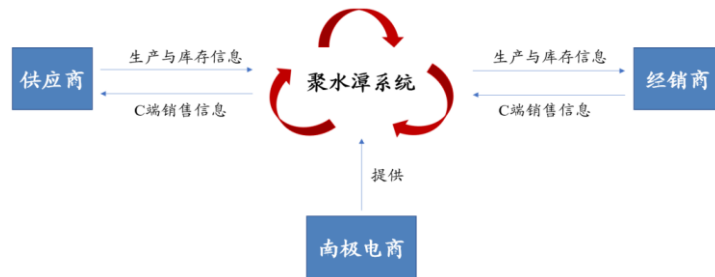 生产与库存信息
生产与库存信息
供应商
聚水潭系统
经销商
C端销售信息
C端销售信息
提供
南极电商